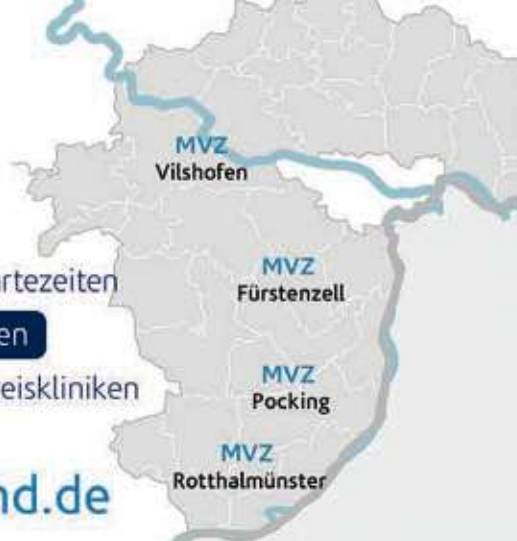 MVZ
Vilshofen
MVZ
Fürstenzell
MVZ
Pocking
MVZ
Rotthalmünster
rtezeiten
en
eiskliniken
nd.de